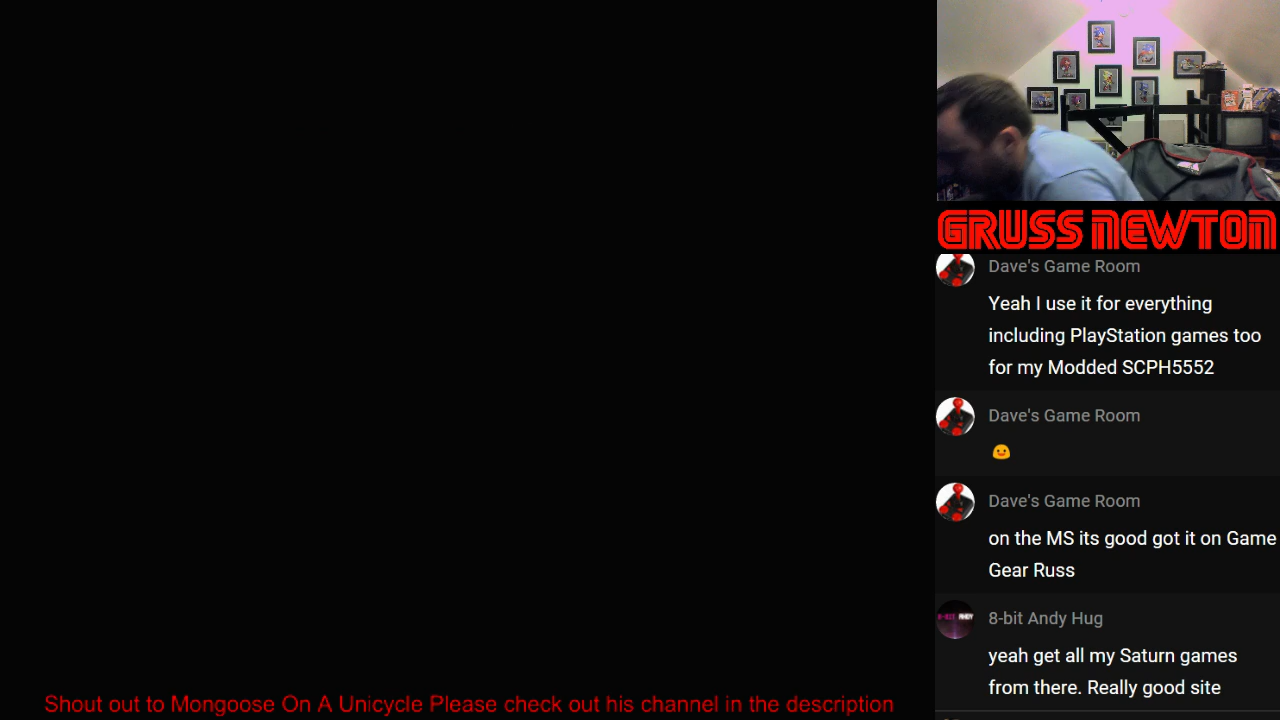 GRUSS NEWTON
Dave's Game Room
Yeah I use it for everything
including PlayStation games too
for my Modded SCPH5552
Dave's Game Room
Dave's Game Room
on the MS its good got it on Game
Gear Russ
8-bit Andy Hug
yeah get all my Saturn games
from there. Really good site
Shout out to Mongoose On A Unicycle Please check out his channel in the description